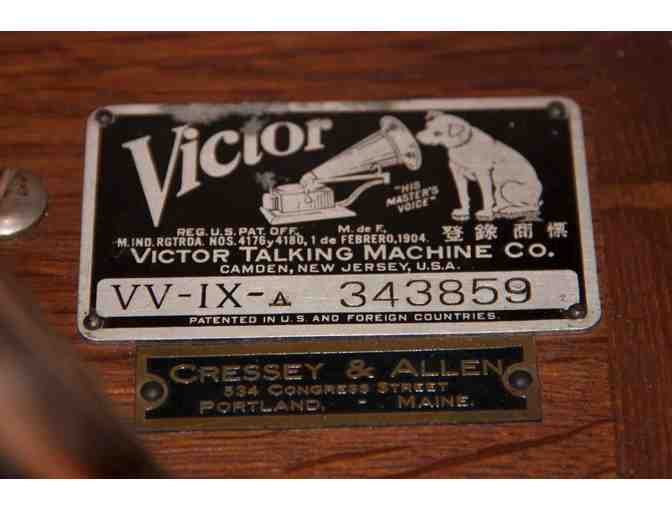 Victor
"HIS
MASTER'S
VOICE"
REG. U.S. PAT. OFF. M. de F.,
M. IND. RGTRDA. NOS. 4176 y 4180, 1 de FEBRERO, 1904. 登錄商標
VICTOR TALKING MACHINE CO.
CAMDEN, NEW JERSEY, U.S.A.
VV-IX-A 343859 2
PATENTED IN U.S. AND FOREIGN COUNTRIES.
CRESSEY & ALLEN
534 CONGRESS STREET
PORTLAND, - MAINE.